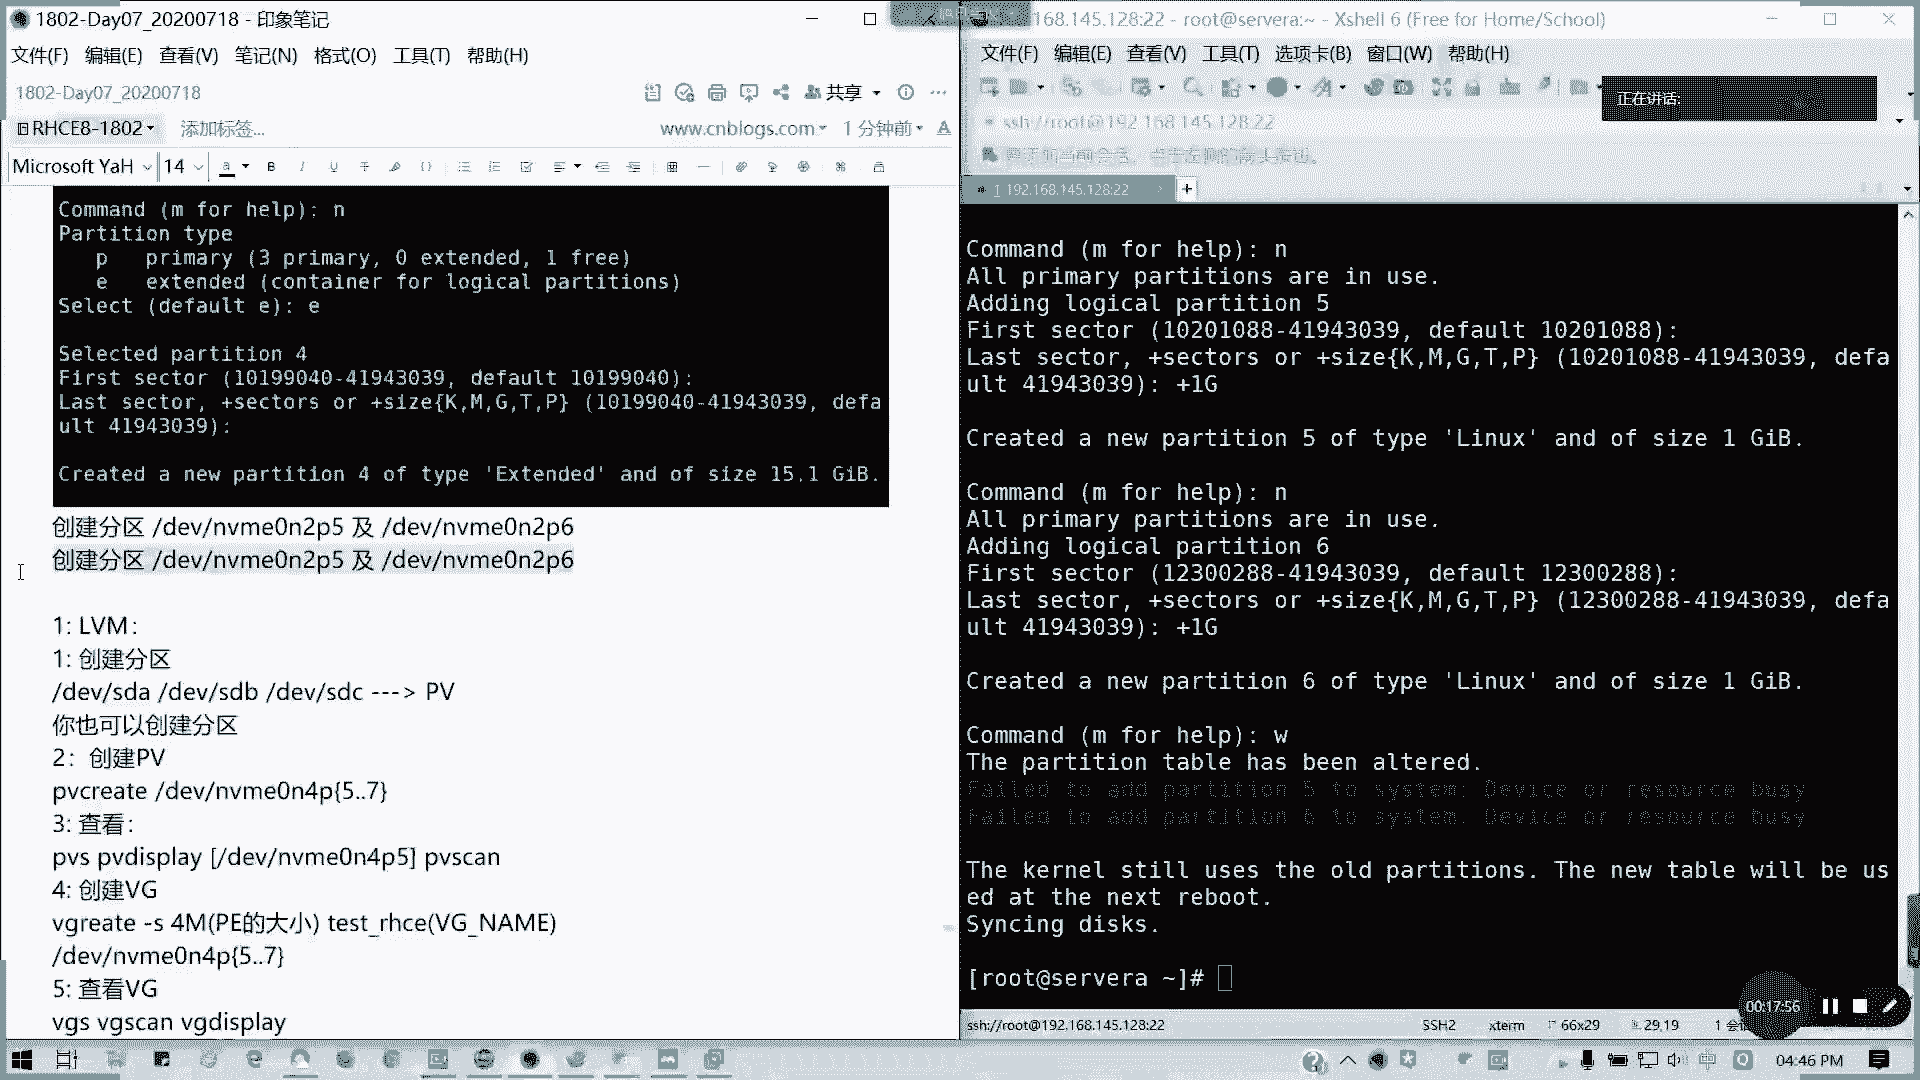 1802-Day07_20200718 - 印象笔记
文件(F) 编辑(E) 查看(V) 笔记(N) 格式(O) 工具(T) 帮助(H)
1802-Day07_20200718
共享
RHCE8-1802
添加标签...
www.cnblogs.com
1 分钟前
Microsoft YaH
14
Command (m for help): n
Partition type
p primary (3 primary, 0 extended, 1 free)
e extended (container for logical partitions)
Select (default e): e
Selected partition 4
First sector (10199040-41943039, default 10199040):
Last sector, +sectors or +size{K,M,G,T,P} (10199040-41943039, defa
ult 41943039):
Created a new partition 4 of type 'Extended' and of size 15.1 GiB.
创建分区 /dev/nvme0n2p5 及 /dev/nvme0n2p6
创建分区 /dev/nvme0n2p5 及 /dev/nvme0n2p6
1: LVM:
1: 创建分区
/dev/sda /dev/sdb /dev/sdc ---> PV
你也可以创建分区
2: 创建PV
pvcreate /dev/nvme0n4p{5..7}
3: 查看:
pvs pvdisplay [/dev/nvme0n4p5] pvscan
4: 创建VG
vgreate -s 4M(PE的大小) test_rhce(VG_NAME)
/dev/nvme0n4p{5..7}
5: 查看VG
vgs vgscan vgdisplay
168.145.128:22 - root@servera:~ - Xshell 6 (Free for Home/School)
文件(F) 编辑(E) 查看(V) 工具(T) 选项卡(B) 窗口(W) 帮助(H)
正在讲话:
ssh://root@192.168.145.128:22
1 192.168.145.128:22
Command (m for help): n
All primary partitions are in use.
Adding logical partition 5
First sector (10201088-41943039, default 10201088):
Last sector, +sectors or +size{K,M,G,T,P} (10201088-41943039, defa
ult 41943039): +1G
Created a new partition 5 of type 'Linux' and of size 1 GiB.
Command (m for help): n
All primary partitions are in use.
Adding logical partition 6
First sector (12300288-41943039, default 12300288):
Last sector, +sectors or +size{K,M,G,T,P} (12300288-41943039, defa
ult 41943039): +1G
Created a new partition 6 of type 'Linux' and of size 1 GiB.
Command (m for help): w
The partition table has been altered.
Failed to add partition 5 to system: Device or resource busy
Failed to add partition 6 to system: Device or resource busy
The kernel still uses the old partitions. The new table will be us
ed at the next reboot.
Syncing disks.
[root@servera ~]#
00:17:56
ssh://root@192.168.145.128:22
SSH2
xterm
66x29
29,19
04:46 PM